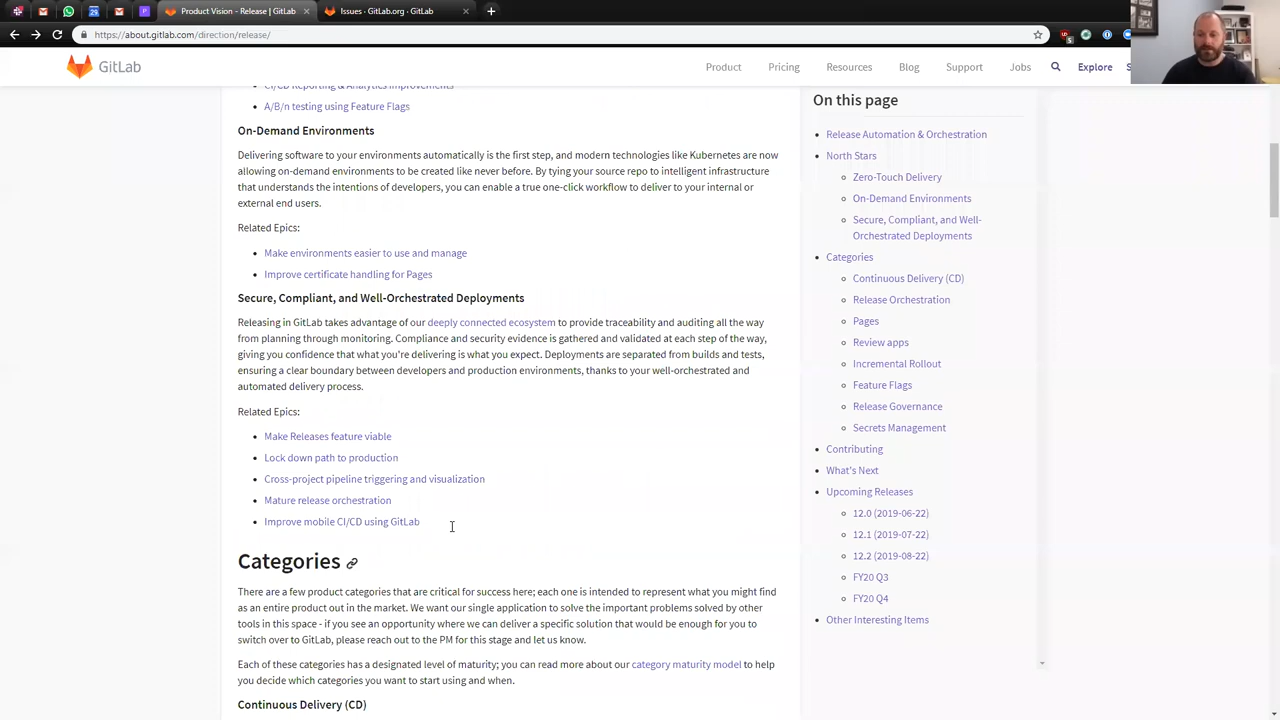 Product Vision - Release | GitLab
Issues · GitLab.org · GitLab
https://about.gitlab.com/direction/release/
GitLab
Product
Pricing
Resources
Blog
Support
Jobs
Explore
CI/CD Reporting & Analytics Improvements
A/B/n testing using Feature Flags
On-Demand Environments
Delivering software to your environments automatically is the first step, and modern technologies like Kubernetes are now
allowing on-demand environments to be created like never before. By tying your source repo to intelligent infrastructure
that understands the intentions of developers, you can enable a true one-click workflow to deliver to your internal or
external end users.
Related Epics:
Make environments easier to use and manage
Improve certificate handling for Pages
Secure, Compliant, and Well-Orchestrated Deployments
Releasing in GitLab takes advantage of our deeply connected ecosystem to provide traceability and auditing all the way
from planning through monitoring. Compliance and security evidence is gathered and validated at each step of the way,
giving you confidence that what you're delivering is what you expect. Deployments are separated from builds and tests,
ensuring a clear boundary between developers and production environments, thanks to your well-orchestrated and
automated delivery process.
Related Epics:
Make Releases feature viable
Lock down path to production
Cross-project pipeline triggering and visualization
Mature release orchestration
Improve mobile CI/CD using GitLab
Categories
There are a few product categories that are critical for success here; each one is intended to represent what you might find
as an entire product out in the market. We want our single application to solve the important problems solved by other
tools in this space - if you see an opportunity where we can deliver a specific solution that would be enough for you to
switch over to GitLab, please reach out to the PM for this stage and let us know.
Each of these categories has a designated level of maturity; you can read more about our category maturity model to help
you decide which categories you want to start using and when.
Continuous Delivery (CD)
On this page
Release Automation & Orchestration
North Stars
Zero-Touch Delivery
On-Demand Environments
Secure, Compliant, and Well-
Orchestrated Deployments
Categories
Continuous Delivery (CD)
Release Orchestration
Pages
Review apps
Incremental Rollout
Feature Flags
Release Governance
Secrets Management
Contributing
What's Next
Upcoming Releases
12.0 (2019-06-22)
12.1 (2019-07-22)
12.2 (2019-08-22)
FY20 Q3
FY20 Q4
Other Interesting Items